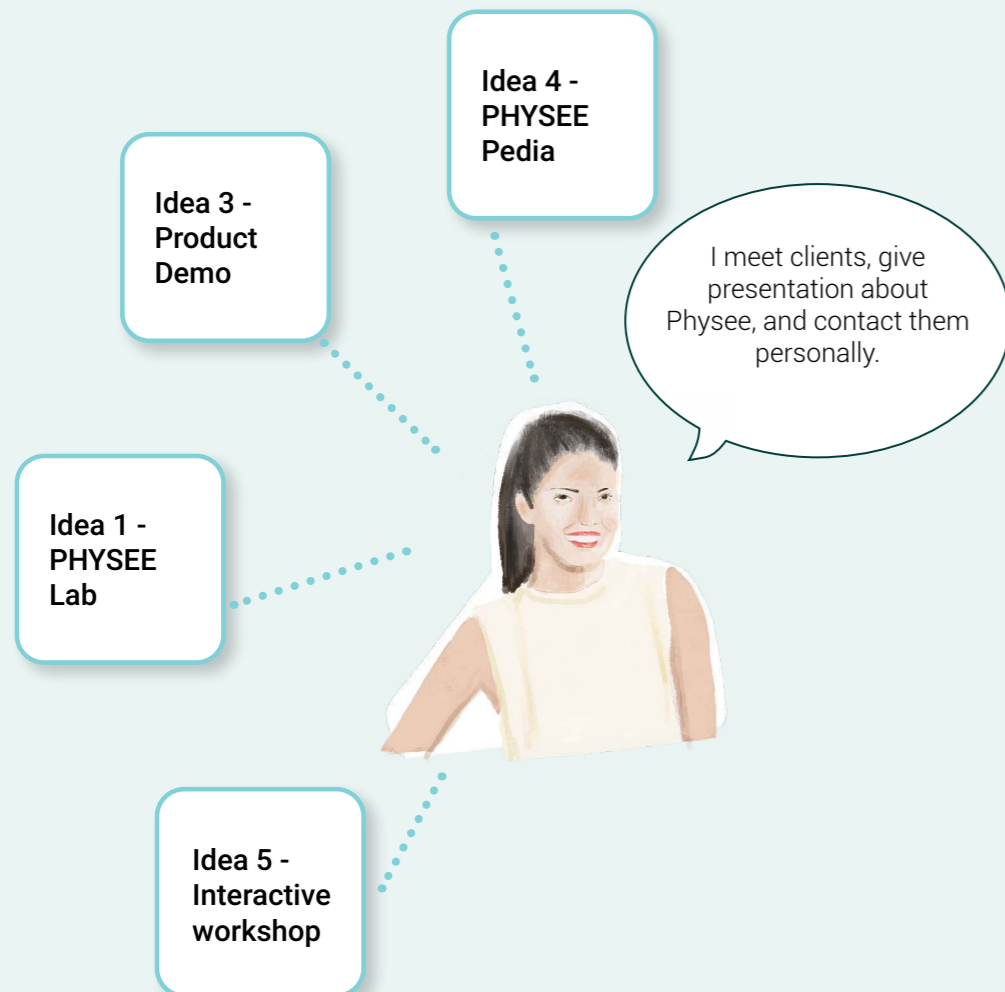 Idea 4 -
PHYSEE
Pedia
Idea 3 -
Product
Demo
I meet clients, give
presentation about
Physee, and contact them
personally.
Idea 1 -
PHYSEE
Lab
Idea 5 -
Interactive
workshop